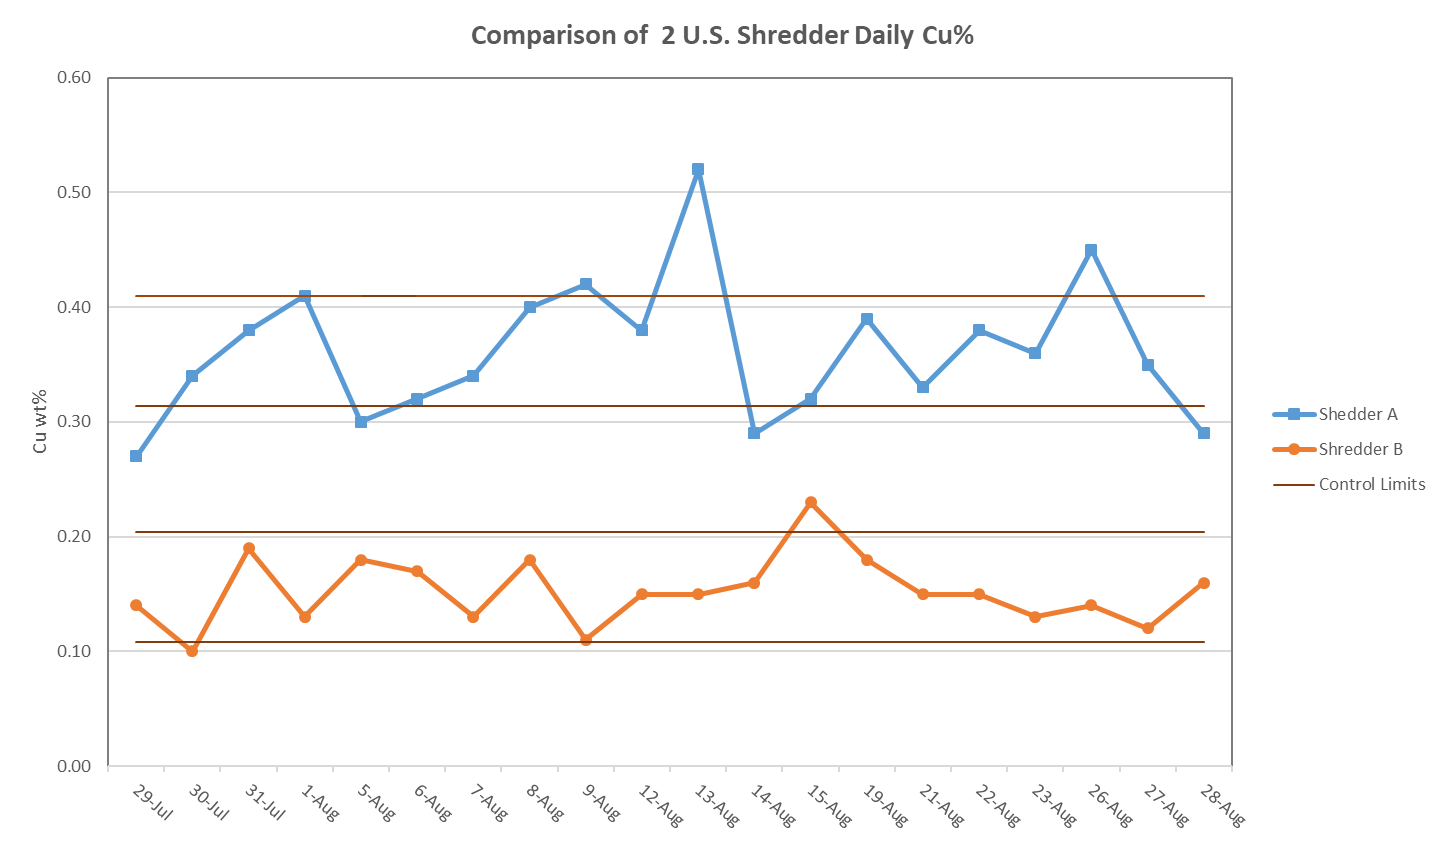 Comparison of  2 U.S. Shredder Daily Cu%
0.60
0.50
0.40
0.30
0.20
0.10
0.00
Cu wt%
29-Jul
30-Jul
31-Jul
1-Aug
5-Aug
6-Aug
7-Aug
8-Aug
9-Aug
12-Aug
13-Aug
14-Aug
15-Aug
19-Aug
21-Aug
22-Aug
23-Aug
26-Aug
27-Aug
28-Aug
Shedder A
Shredder B
Control Limits